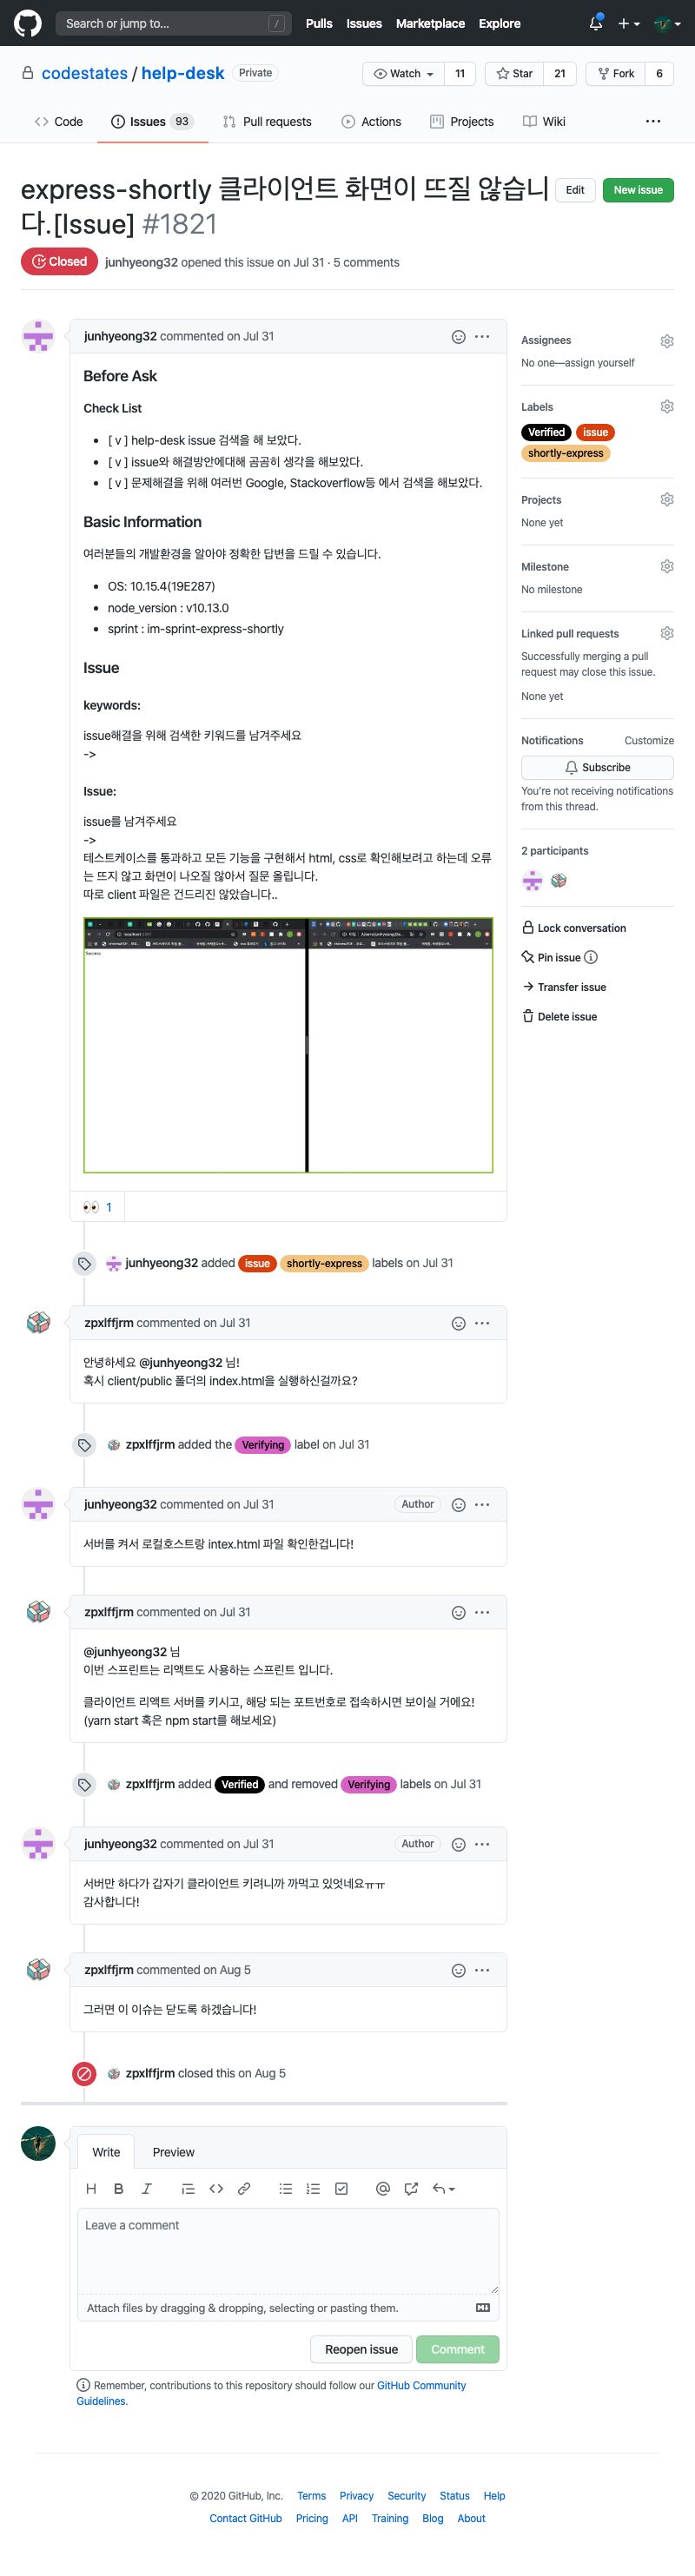 Search or jump to...
/
Pulls Issues Marketplace Explore
codestates / help-desk Private
Watch 11 Star 21 Fork 6
Code Issues 93 Pull requests Actions Projects Wiki
express-shortly 클라이언트 화면이 뜨질 않습니
다.[Issue] #1821
Edit New issue
Closed junhyeong32 opened this issue on Jul 31 · 5 comments
junhyeong32 commented on Jul 31
Before Ask
Check List
[ v ] help-desk issue 검색을 해 보았다.
[ v ] issue와 해결방안에대해 곰곰히 생각을 해보았다.
[ v ] 문제해결을 위해 여러번 Google, Stackoverflow등 에서 검색을 해보았다.
Basic Information
여러분들의 개발환경을 알아야 정확한 답변을 드릴 수 있습니다.
OS: 10.15.4(19E287)
node_version : v10.13.0
sprint : im-sprint-express-shortly
Issue
keywords:
issue해결을 위해 검색한 키워드를 남겨주세요
->
Issue:
issue를 남겨주세요
->
테스트케이스를 통과하고 모든 기능을 구현해서 html, css로 확인해보려고 하는데 오류
는 뜨지 않고 화면이 나오질 않아서 질문 올립니다.
따로 client 파일은 건드리진 않았습니다..
Success
👀 1
junhyeong32 added issue shortly-express labels on Jul 31
zpxlffjrm commented on Jul 31
안녕하세요 @junhyeong32 님!
혹시 client/public 폴더의 index.html을 실행하신걸까요?
zpxlffjrm added the Verifying label on Jul 31
junhyeong32 commented on Jul 31
Author
서버를 켜서 로컬호스트랑 intex.html 파일 확인한겁니다!
zpxlffjrm commented on Jul 31
@junhyeong32 님
이번 스프린트는 리액트도 사용하는 스프린트 입니다.
클라이언트 리액트 서버를 키시고, 해당 되는 포트번호로 접속하시면 보이실 거에요!
(yarn start 혹은 npm start를 해보세요)
zpxlffjrm added Verified and removed Verifying labels on Jul 31
junhyeong32 commented on Jul 31
Author
서버만 하다가 갑자기 클라이언트 키려니까 까먹고 있엇네요ㅠㅠ
감사합니다!
zpxlffjrm commented on Aug 5
그러면 이 이슈는 닫도록 하겠습니다!
zpxlffjrm closed this on Aug 5
Write Preview
H B I
Leave a comment
Attach files by dragging & dropping, selecting or pasting them.
Reopen issue Comment
Remember, contributions to this repository should follow our GitHub Community
Guidelines.
Assignees
No one—assign yourself
Labels
Verified issue
shortly-express
Projects
None yet
Milestone
No milestone
Linked pull requests
Successfully merging a pull
request may close this issue.
None yet
Notifications Customize
Subscribe
You're not receiving notifications
from this thread.
2 participants
Lock conversation
Pin issue
Transfer issue
Delete issue
© 2020 GitHub, Inc. Terms Privacy Security Status Help
Contact GitHub Pricing API Training Blog About